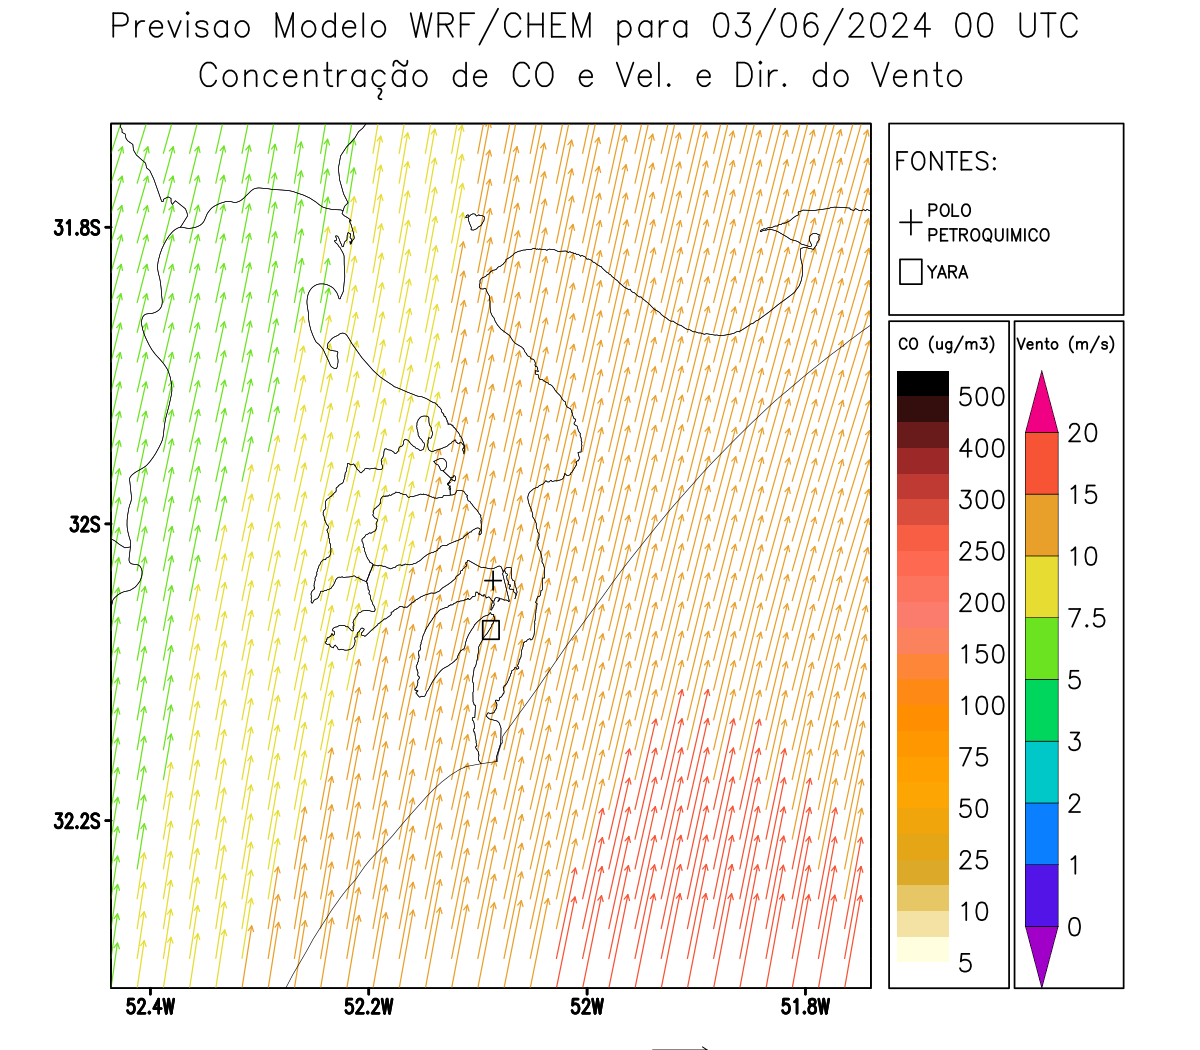 Previsao Modelo WRF/CHEM para 03/06/2024 00 UTC
Concentração de CO e Vel. e Dir. do Vento
FONTES:
POLO
PETROQUIMICO
YARA
31.8S
32S
32.2S
52.4W
52.2W
52W
51.8W
CO (ug/m3)
500
400
300
250
200
150
100
75
50
25
10
5
Vento (m/s)
20
15
10
7.5
5
3
2
1
0